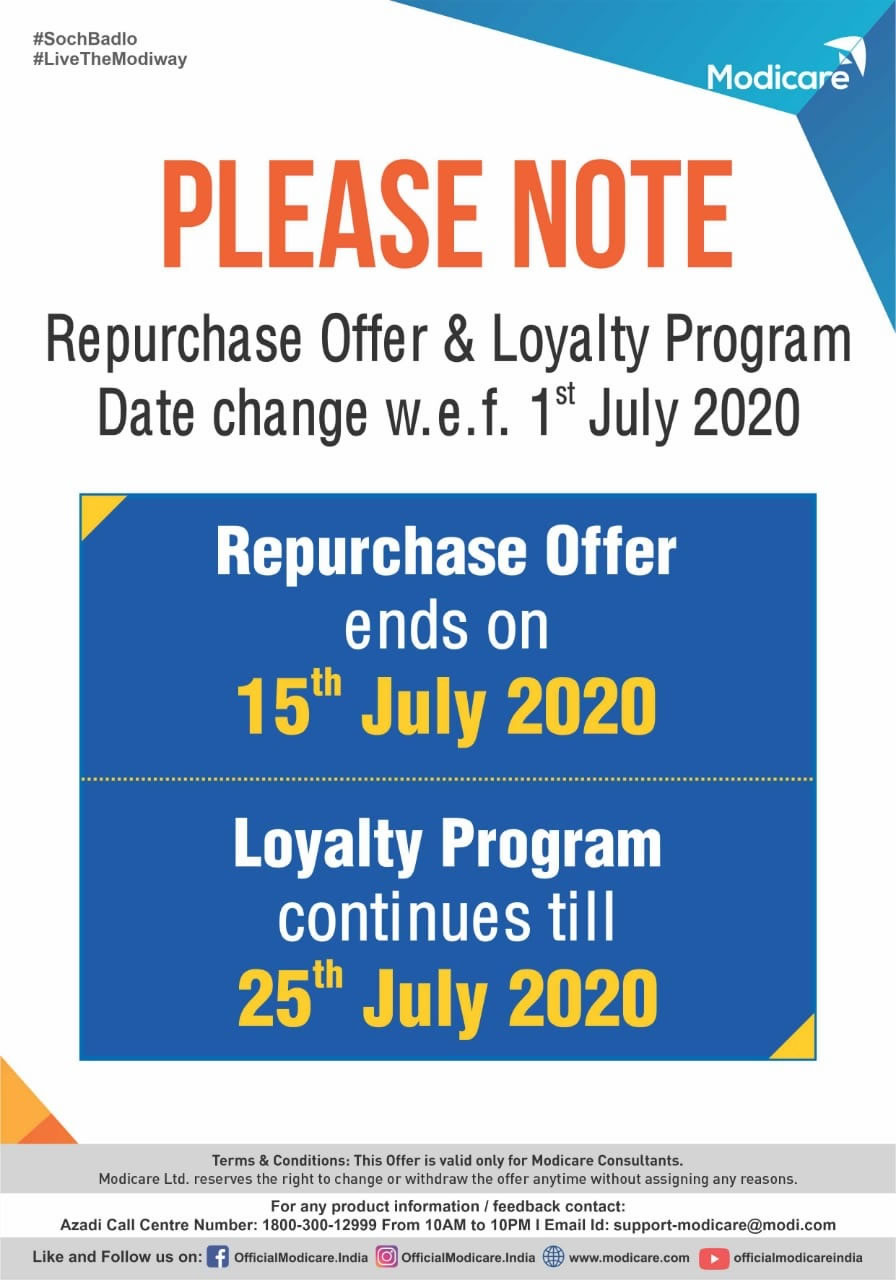 #SochBadlo
#LiveTheModiway
Modicare
PLEASE NOTE
Repurchase Offer & Loyalty Program
Date change w.e.f. 1st July 2020
Repurchase Offer
ends on
15th July 2020
Loyalty Program
continues till
25th July 2020
Terms & Conditions: This Offer is valid only for Modicare Consultants.
Modicare Ltd. reserves the right to change or withdraw the offer anytime without assigning any reasons.
For any product information / feedback contact:
Azadi Call Centre Number: 1800-300-12999 From 10AM to 10PM I Email Id: support-modicare@modi.com
Like and Follow us on: OfficialModicare.India OfficialModicare.India www.modicare.com officialmodicareindia